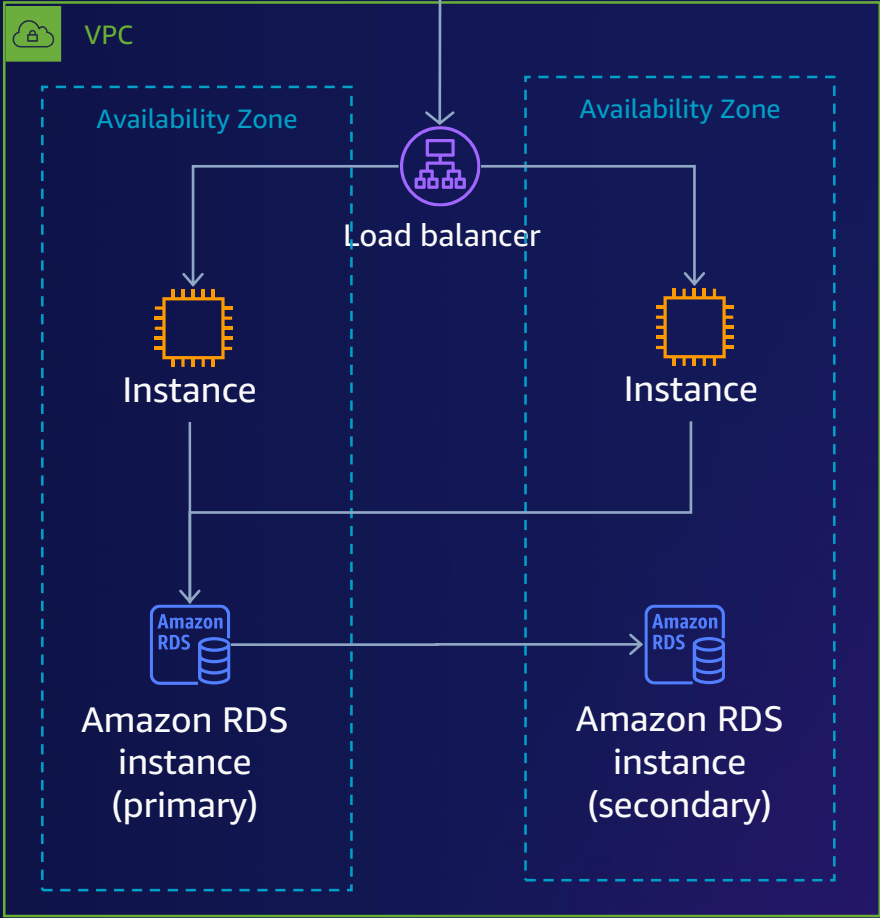 VPC
Availability Zone
Availability Zone
Load balancer
Instance
Instance
Amazon
RDS
Amazon RDS
instance
(primary)
Amazon
RDS
Amazon RDS
instance
(secondary)